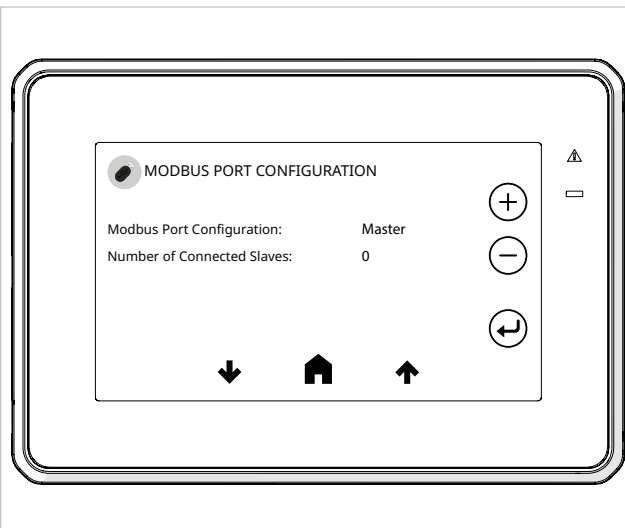 MODBUS PORT CONFIGURATION
Modbus Port Configuration: Master
Number of Connected Slaves: 0